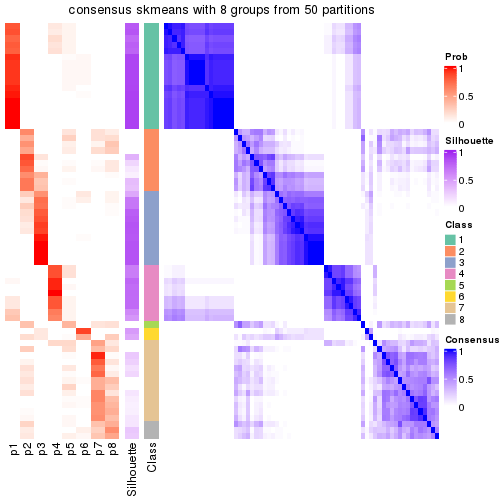 consensus skmeans with 8 groups from 50 partitions
Prob
1
0.5
0
Silhouette
1
0.5
0
Class
1
2
3
4
5
6
7
8
Consensus
1
0.5
0
p1
p2
p3
p4
p5
p6
p7
p8
Silhouette
Class